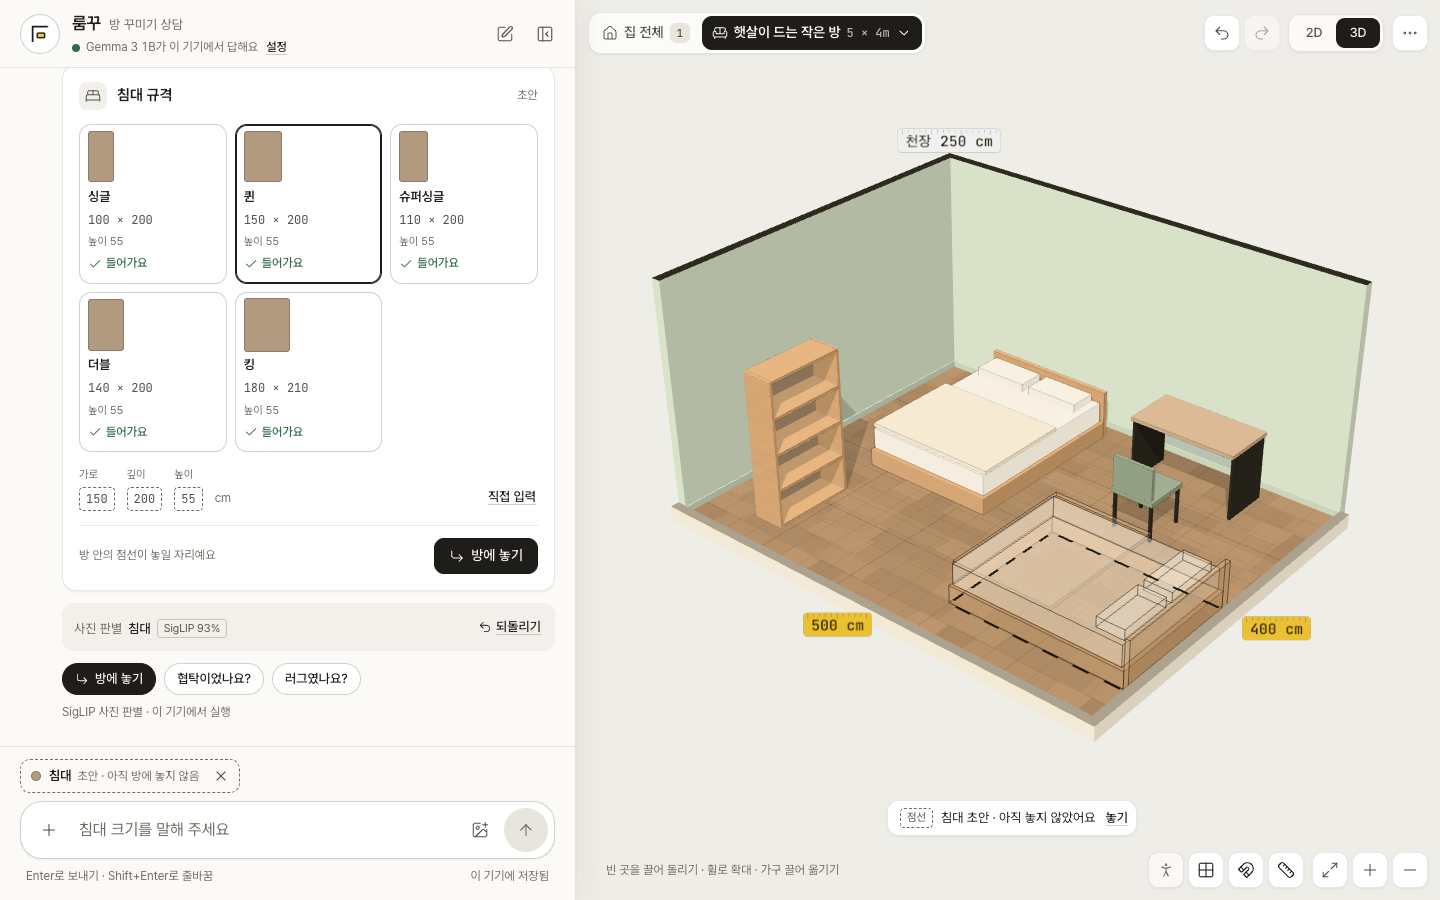 룸꾸 방 꾸미기 상담
Gemma 3 1B가 이 기기에서 답해요 설정
침대 규격 초안
싱글
100 × 200
높이 55
들어가요
퀸
150 × 200
높이 55
들어가요
슈퍼싱글
110 × 200
높이 55
들어가요
더블
140 × 200
높이 55
들어가요
킹
180 × 210
높이 55
들어가요
가로 깊이 높이
150 200 55 cm 직접 입력
방 안의 점선이 놓일 자리예요 방에 놓기
사진 판별 침대 SigLIP 93% 되돌리기
방에 놓기 협탁이었나요? 러그였나요?
SigLIP 사진 판별 · 이 기기에서 실행
침대 초안 · 아직 방에 놓지 않음
침대 크기를 말해 주세요
Enter로 보내기 · Shift+Enter로 줄바꿈 이 기기에 저장됨
집 전체 1 햇살이 드는 작은 방 5 × 4m
2D 3D
천장 250 cm
500 cm
400 cm
점선 침대 초안 · 아직 놓지 않았어요 놓기
빈 곳을 끌어 돌리기 · 휠로 확대 · 가구 끌어 옮기기